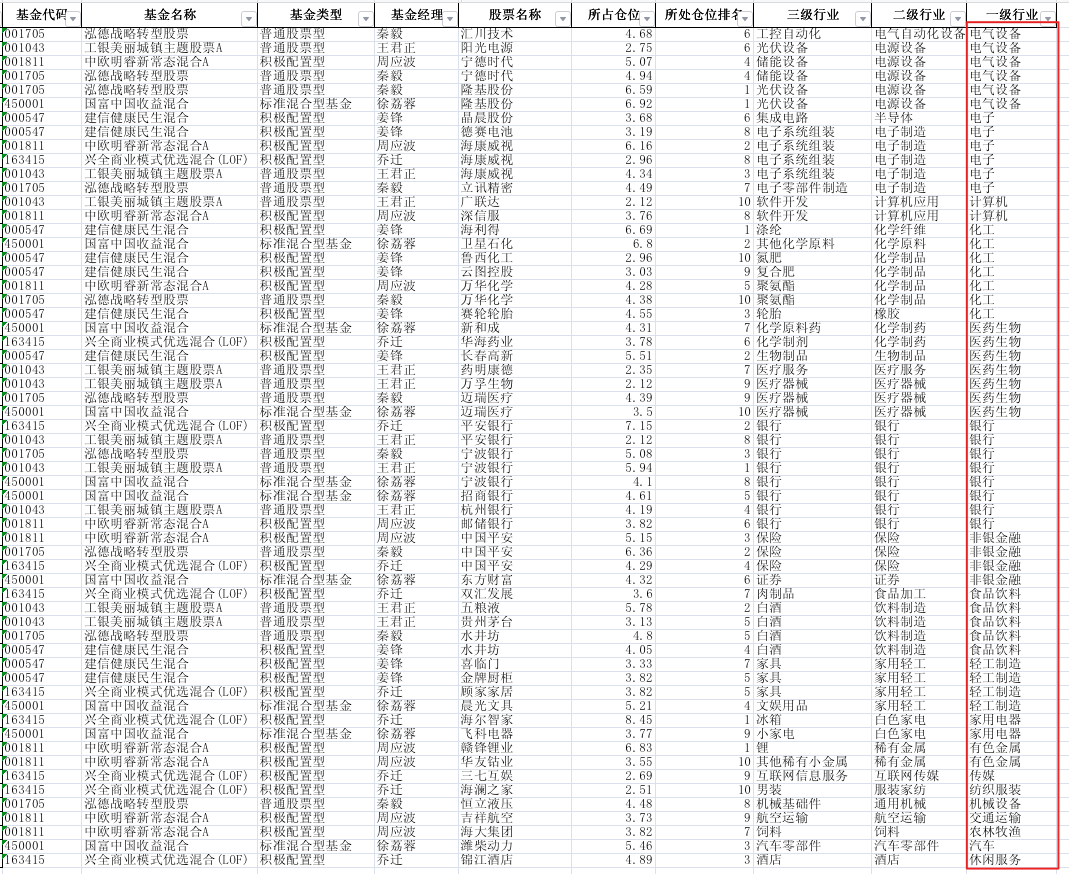 基金代码 基金名称 基金类型 基金经理 股票名称 所占仓位 所处仓位排名 三级行业 二级行业 一级行业
001705 泓德战略转型股票 普通股票型 秦毅 汇川技术 4.68 6 工控自动化 电气自动化设备 电气设备
001043 工银美丽城镇主题股票A 普通股票型 王君正 阳光电源 2.75 6 光伏设备 电源设备 电气设备
001811 中欧明睿新常态混合A 积极配置型 周应波 宁德时代 5.07 4 储能设备 电源设备 电气设备
001705 泓德战略转型股票 普通股票型 秦毅 宁德时代 4.94 4 储能设备 电源设备 电气设备
001705 泓德战略转型股票 普通股票型 秦毅 隆基股份 6.59 1 光伏设备 电源设备 电气设备
450001 国富中国收益混合 标准混合型基金 徐荔蓉 隆基股份 6.92 1 光伏设备 电源设备 电气设备
000547 建信健康民生混合 积极配置型 姜锋 晶晨股份 3.68 6 集成电路 半导体 电子
000547 建信健康民生混合 积极配置型 姜锋 德赛电池 3.19 8 电子系统组装 电子制造 电子
001811 中欧明睿新常态混合A 积极配置型 周应波 海康威视 6.16 2 电子系统组装 电子制造 电子
163415 兴全商业模式优选混合(LOF) 积极配置型 乔迁 海康威视 2.96 8 电子系统组装 电子制造 电子
001043 工银美丽城镇主题股票A 普通股票型 王君正 海康威视 4.34 3 电子系统组装 电子制造 电子
001705 泓德战略转型股票 普通股票型 秦毅 立讯精密 4.49 7 电子零部件制造 电子制造 电子
001043 工银美丽城镇主题股票A 普通股票型 王君正 广联达 2.12 10 软件开发 计算机应用 计算机
001811 中欧明睿新常态混合A 积极配置型 周应波 深信服 3.76 8 软件开发 计算机应用 计算机
000547 建信健康民生混合 积极配置型 姜锋 海利得 6.69 1 涤纶 化学纤维 化工
450001 国富中国收益混合 标准混合型基金 徐荔蓉 卫星石化 6.8 2 其他化学原料 化学原料 化工
000547 建信健康民生混合 积极配置型 姜锋 鲁西化工 2.96 10 氮肥 化学制品 化工
000547 建信健康民生混合 积极配置型 姜锋 云图控股 3.03 9 复合肥 化学制品 化工
001811 中欧明睿新常态混合A 积极配置型 周应波 万华化学 4.28 5 聚氨酯 化学制品 化工
001705 泓德战略转型股票 普通股票型 秦毅 万华化学 4.38 10 聚氨酯 化学制品 化工
000547 建信健康民生混合 积极配置型 姜锋 赛轮轮胎 4.55 3 轮胎 橡胶 化工
450001 国富中国收益混合 标准混合型基金 徐荔蓉 新和成 4.31 7 化学原料药 化学制药 医药生物
163415 兴全商业模式优选混合(LOF) 积极配置型 乔迁 华海药业 3.78 6 化学制剂 化学制药 医药生物
000547 建信健康民生混合 积极配置型 姜锋 长春高新 5.51 2 生物制品 生物制品 医药生物
001043 工银美丽城镇主题股票A 普通股票型 王君正 药明康德 2.35 7 医疗服务 医疗服务 医药生物
001043 工银美丽城镇主题股票A 普通股票型 王君正 万孚生物 2.12 9 医疗器械 医疗器械 医药生物
001705 泓德战略转型股票 普通股票型 秦毅 迈瑞医疗 4.39 9 医疗器械 医疗器械 医药生物
450001 国富中国收益混合 标准混合型基金 徐荔蓉 迈瑞医疗 3.5 10 医疗器械 医疗器械 医药生物
163415 兴全商业模式优选混合(LOF) 积极配置型 乔迁 平安银行 7.15 2 银行 银行 银行
001043 工银美丽城镇主题股票A 普通股票型 王君正 平安银行 2.12 8 银行 银行 银行
001705 泓德战略转型股票 普通股票型 秦毅 宁波银行 5.08 3 银行 银行 银行
001043 工银美丽城镇主题股票A 普通股票型 王君正 宁波银行 5.94 1 银行 银行 银行
450001 国富中国收益混合 标准混合型基金 徐荔蓉 宁波银行 4.1 8 银行 银行 银行
450001 国富中国收益混合 标准混合型基金 徐荔蓉 招商银行 4.61 5 银行 银行 银行
001043 工银美丽城镇主题股票A 普通股票型 王君正 杭州银行 4.19 4 银行 银行 银行
001811 中欧明睿新常态混合A 积极配置型 周应波 邮储银行 3.82 6 银行 银行 银行
001811 中欧明睿新常态混合A 积极配置型 周应波 中国平安 5.15 3 保险 保险 非银金融
001705 泓德战略转型股票 普通股票型 秦毅 中国平安 6.36 2 保险 保险 非银金融
163415 兴全商业模式优选混合(LOF) 积极配置型 乔迁 中国平安 4.29 4 保险 保险 非银金融
450001 国富中国收益混合 标准混合型基金 徐荔蓉 东方财富 4.32 6 证券 证券 非银金融
163415 兴全商业模式优选混合(LOF) 积极配置型 乔迁 双汇发展 3.6 7 肉制品 食品加工 食品饮料
001043 工银美丽城镇主题股票A 普通股票型 王君正 五粮液 5.78 2 白酒 饮料制造 食品饮料
001043 工银美丽城镇主题股票A 普通股票型 王君正 贵州茅台 3.13 5 白酒 饮料制造 食品饮料
001705 泓德战略转型股票 普通股票型 秦毅 水井坊 4.8 5 白酒 饮料制造 食品饮料
000547 建信健康民生混合 积极配置型 姜锋 水井坊 4.05 4 白酒 饮料制造 食品饮料
000547 建信健康民生混合 积极配置型 姜锋 喜临门 3.33 7 家具 家用轻工 轻工制造
000547 建信健康民生混合 积极配置型 姜锋 金牌厨柜 3.82 5 家具 家用轻工 轻工制造
163415 兴全商业模式优选混合(LOF) 积极配置型 乔迁 顾家家居 3.82 5 家具 家用轻工 轻工制造
450001 国富中国收益混合 标准混合型基金 徐荔蓉 晨光文具 5.21 4 文娱用品 家用轻工 轻工制造
163415 兴全商业模式优选混合(LOF) 积极配置型 乔迁 海尔智家 8.45 1 冰箱 白色家电 家用电器
450001 国富中国收益混合 标准混合型基金 徐荔蓉 飞科电器 3.77 9 小家电 白色家电 家用电器
001811 中欧明睿新常态混合A 积极配置型 周应波 赣锋锂业 6.83 1 锂 稀有金属 有色金属
001811 中欧明睿新常态混合A 积极配置型 周应波 华友钴业 3.55 10 其他稀有小金属 稀有金属 有色金属
163415 兴全商业模式优选混合(LOF) 积极配置型 乔迁 三七互娱 2.69 9 互联网信息服务 互联网传媒 传媒
163415 兴全商业模式优选混合(LOF) 积极配置型 乔迁 海澜之家 2.51 10 男装 服装家纺 纺织服装
001705 泓德战略转型股票 普通股票型 秦毅 恒立液压 4.48 8 机械基础件 通用机械 机械设备
001811 中欧明睿新常态混合A 积极配置型 周应波 吉祥航空 3.73 9 航空运输 航空运输 交通运输
001811 中欧明睿新常态混合A 积极配置型 周应波 海大集团 3.82 7 饲料 饲料 农林牧渔
450001 国富中国收益混合 标准混合型基金 徐荔蓉 潍柴动力 5.46 3 汽车零部件 汽车零部件 汽车
163415 兴全商业模式优选混合(LOF) 积极配置型 乔迁 锦江酒店 4.89 3 酒店 酒店 休闲服务